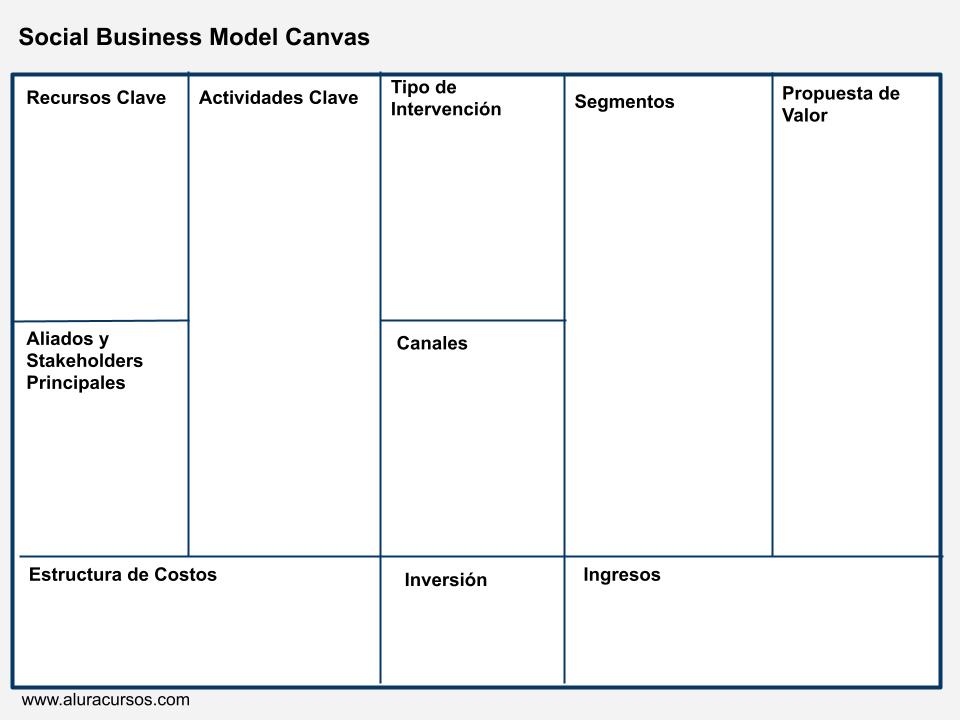 Social Business Model Canvas
Recursos Clave
Actividades Clave
Tipo de
Intervención
Segmentos
Propuesta de
Valor
Aliados y
Stakeholders
Principales
Canales
Estructura de Costos
Inversión
Ingresos
www.aluracursos.com